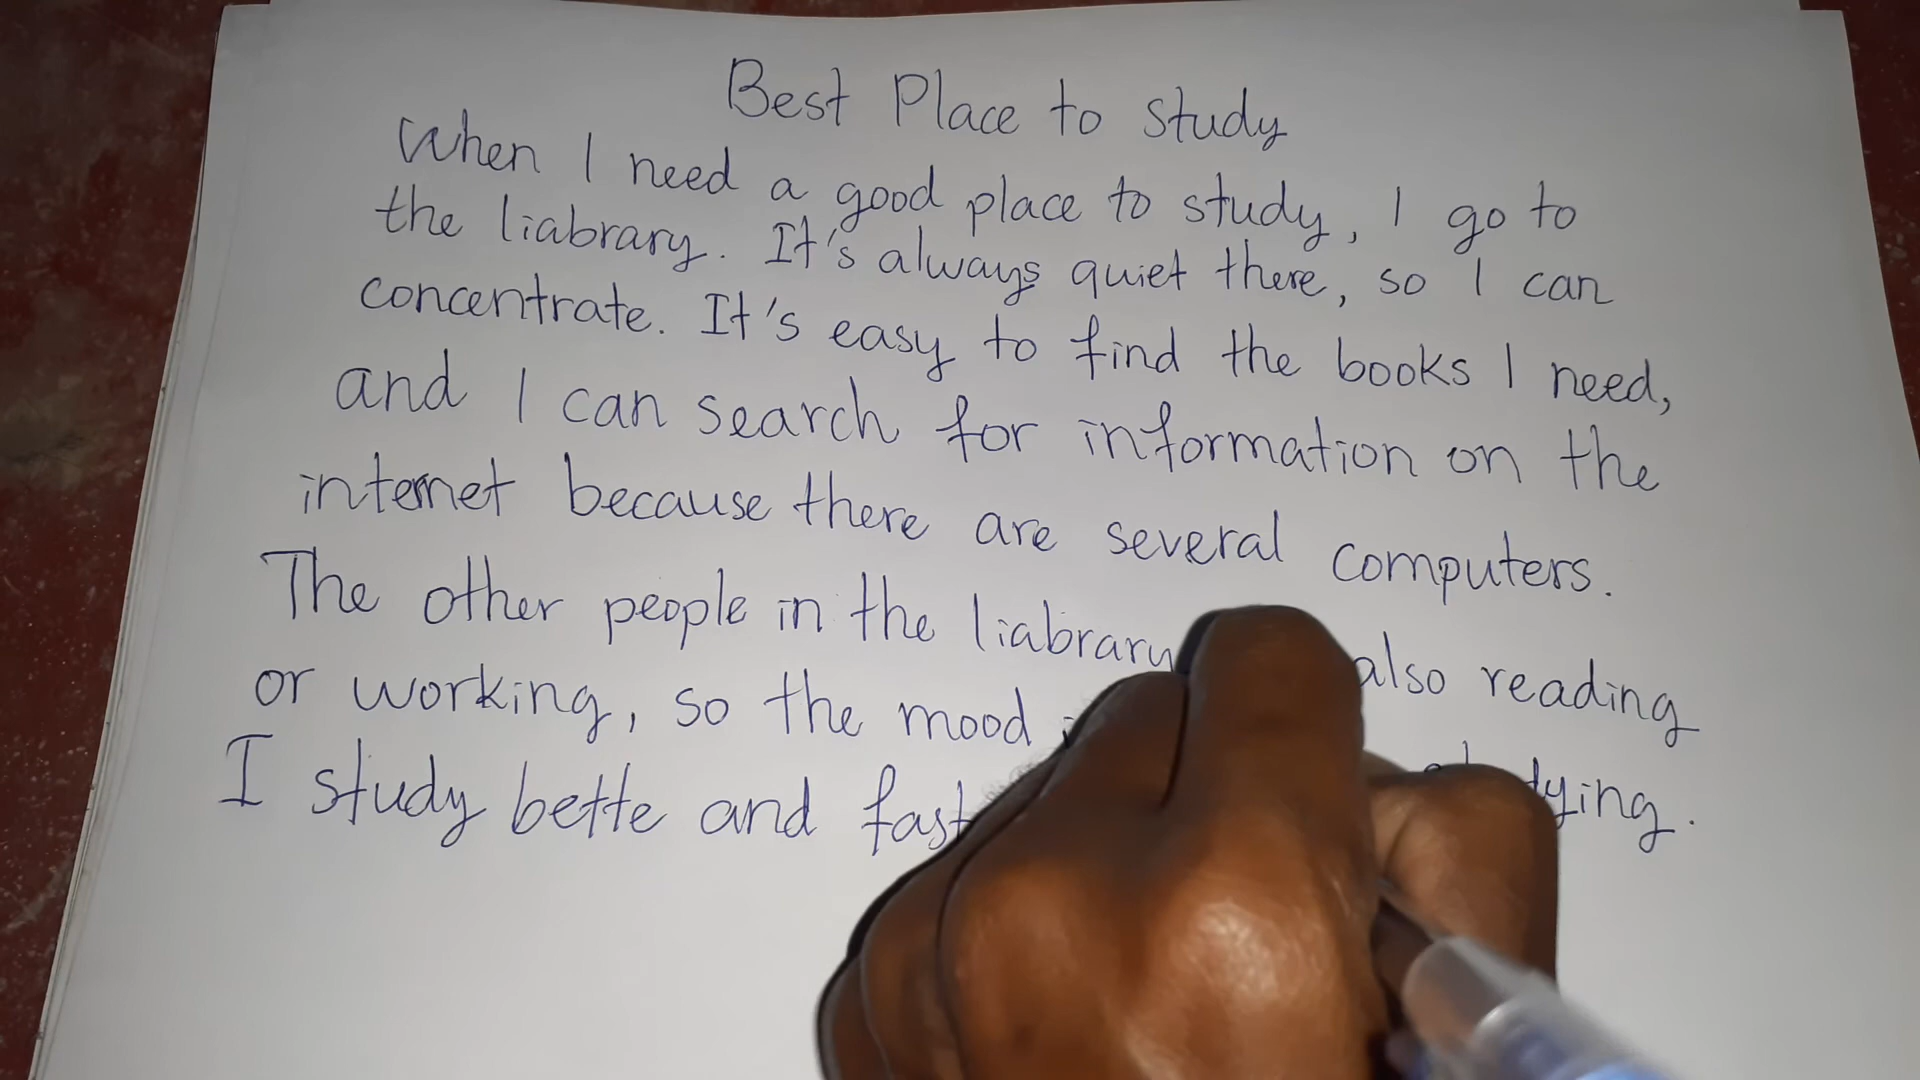 Best Place to study
When I need a good place to study, I go to
the liabrary. It's always quiet there, so I can
concentrate. It's easy to find the books I need,
and I can search for information on the
internet because there are several computers.
The other people in the liabrary also reading
or working, so the mood
I study bette and fast